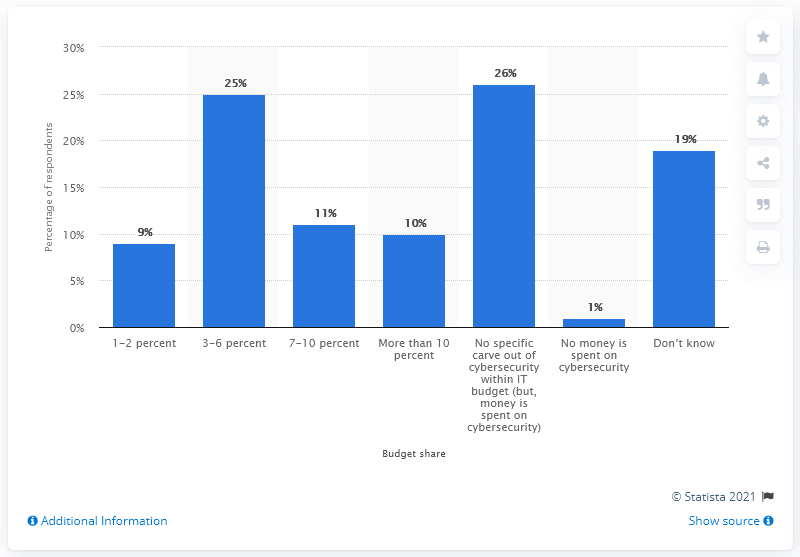 30%
25%
20%
15%
10%
5%
0%
Percentage of respondents
9%
25%
11%
10%
26%
1%
19%
1–2 percent
3–6 percent
7–10 percent
More than 10
percent
No specific
carve out of
cybersecurity
within IT
budget (but,
money is
spent on
cybersecurity)
No money is
spent on
cybersecurity
Don't know
Budget share
© Statista 2021
Additional Information
Show source